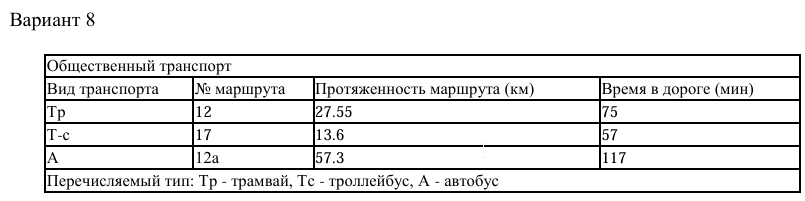 Вариант 8
Общественный транспорт
Вид транспорта № маршрута Протяженность маршрута (км) Время в дороге (мин)
Тр 12 27.55 75
Т-с 17 13.6 57
А 12а 57.3 117
Перечисляемый тип: Тр - трамвай, Тс - троллейбус, А - автобус